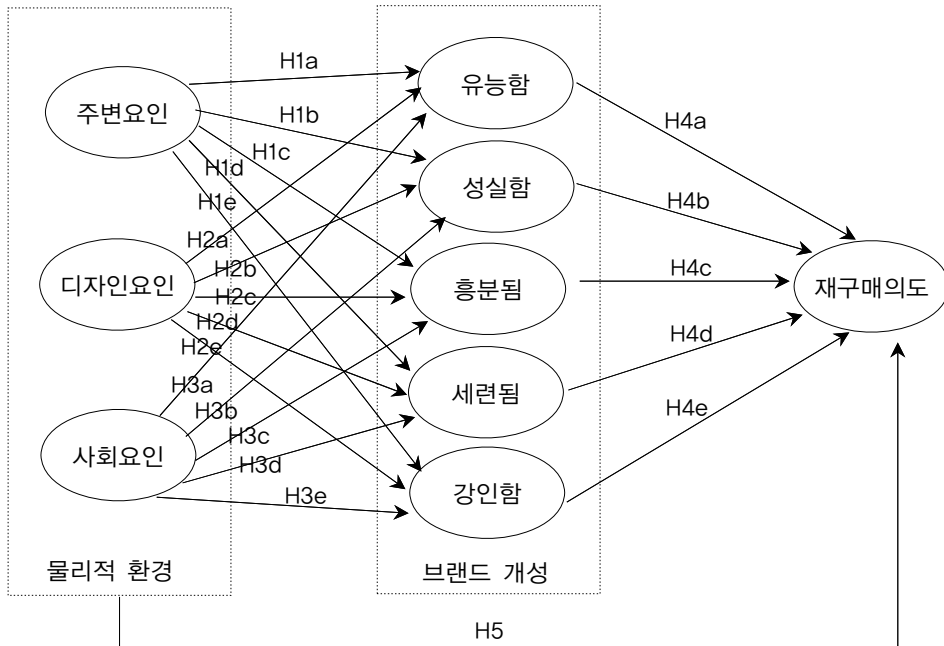 H1a
유능함
주변요인
H1b
H4a
H1c
H1d
성실함
H4b
H1e
H2a
H2b
H4c
디자인요인
H2c
흥분됨
재구매의도
H2d
H2e
H4d
H3a
세련됨
H3b
H4e
H3c
사회요인
H3d
H3e
강인함
물리적 환경
브랜드 개성
H5